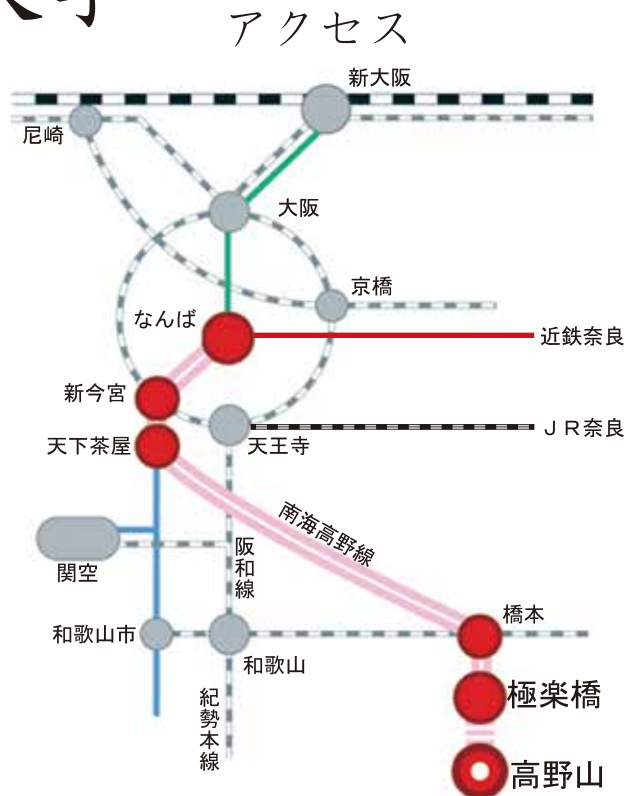 アクセス
新大阪
尼崎
大阪
京橋
なんば
近鉄奈良
新今宮
天下茶屋
天王寺
JR奈良
南海高野線
関空
阪和線
橋本
和歌山市
和歌山
極楽橋
紀勢本線
高野山